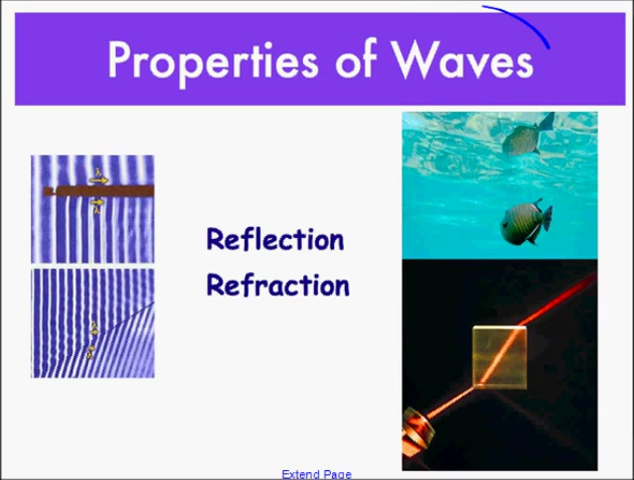 Properties of Waves
λ
λ
Reflection
Refraction
λ
λ
Extend Page